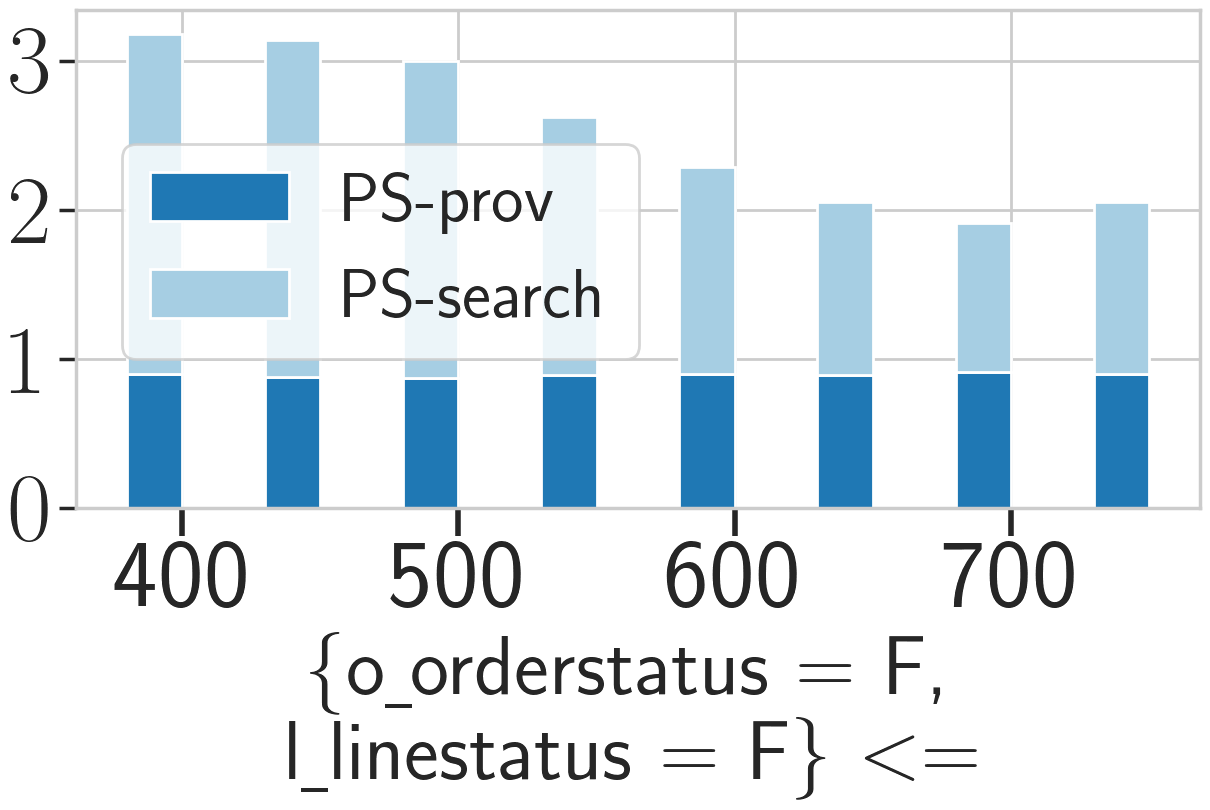 3
2
1
0
PS-prov
PS-search
400 500 600 700
{o_orderstatus = F,
l_linestatus = F} <=